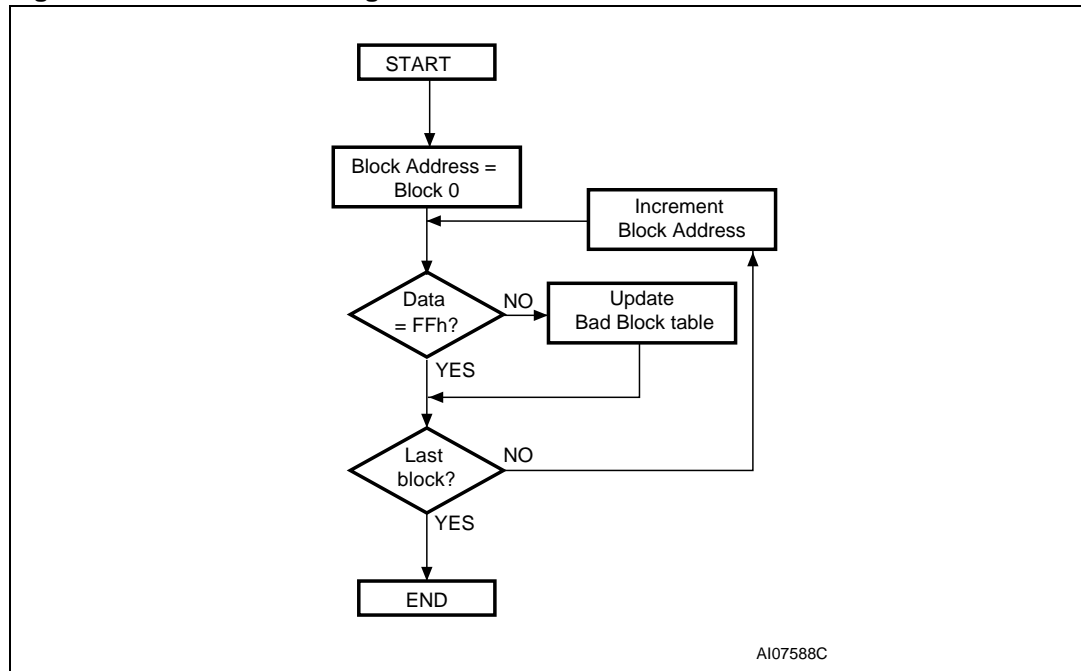 START
Block Address =
Block 0
Increment
Block Address
Data
= FFh?
NO
Update
Bad Block table
YES
Last
block?
NO
YES
END
AI07588C